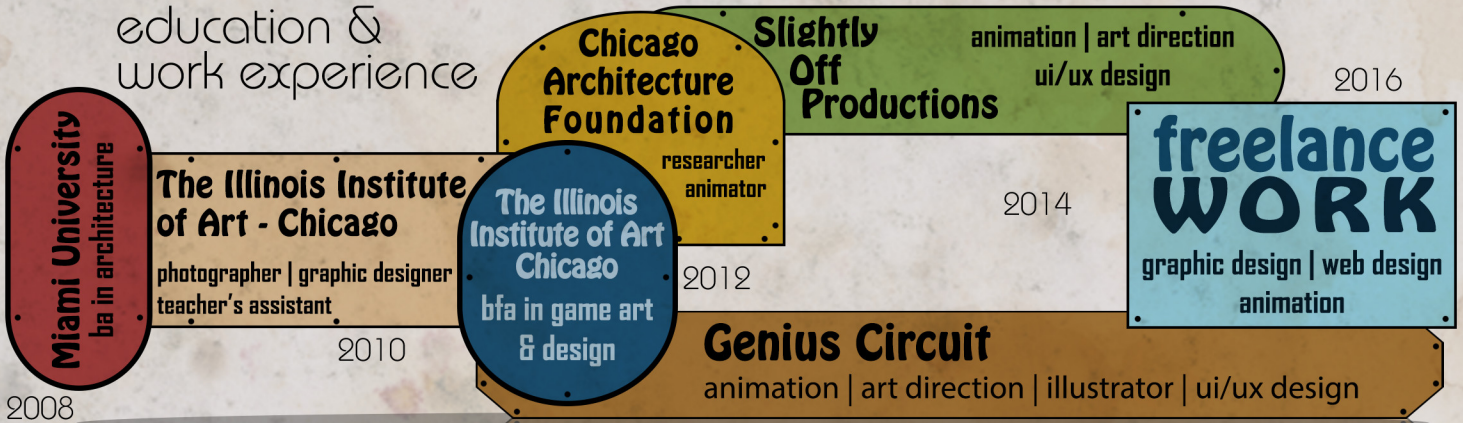 education &
work experience
Miami University
ba in architecture
2008
The Illinois Institute
of Art - Chicago
photographer | graphic designer
teacher's assistant
2010
The Illinois
Institute of Art
Chicago
bfa in game art
& design
Chicago
Architecture
Foundation
researcher
animator
2012
Slightly
Off
Productions
animation | art direction
ui/ux design
2014
Genius Circuit
animation | art direction | illustrator | ui/ux design
2016
freelance
WORK
graphic design | web design
animation